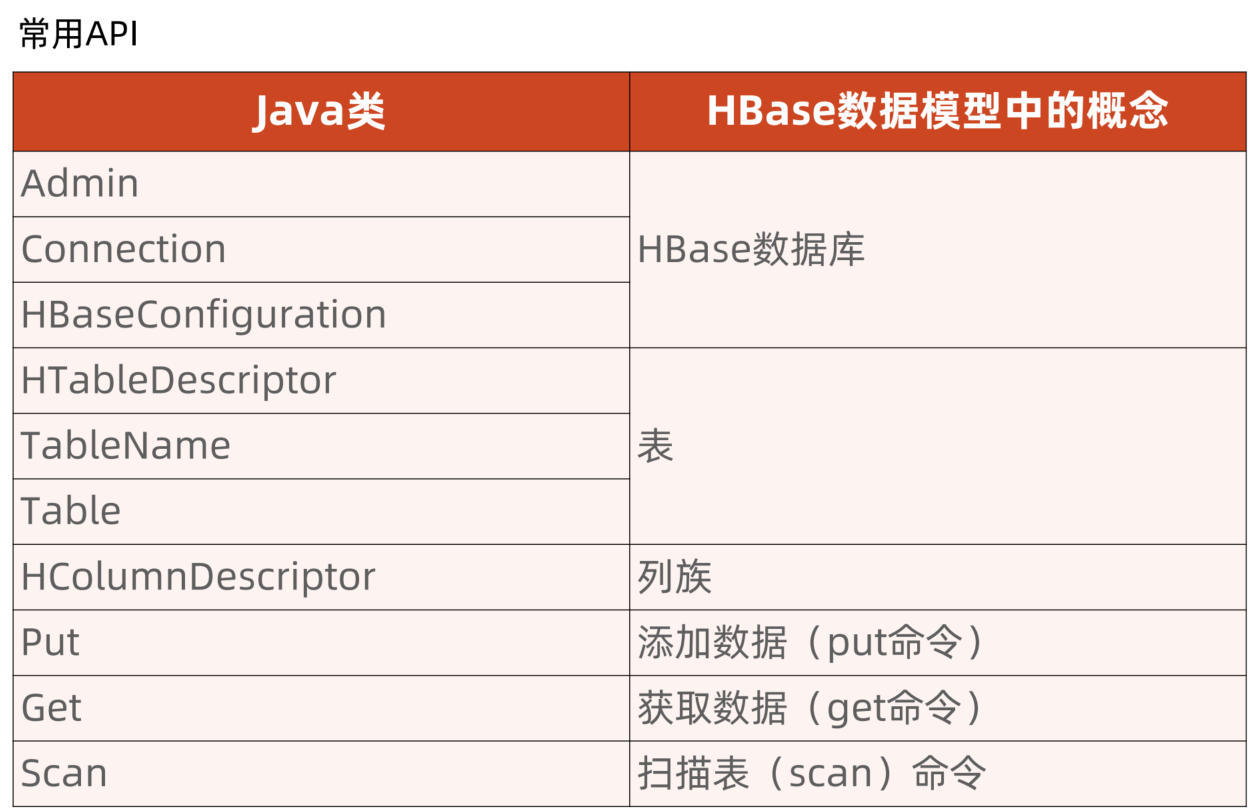 常用API
Java类 HBase数据模型中的概念
Admin
Connection HBase数据库
HBaseConfiguration
HTableDescriptor
TableName 表
Table
HColumnDescriptor 列族
Put 添加数据（put命令）
Get 获取数据（get命令）
Scan 扫描表（scan）命令